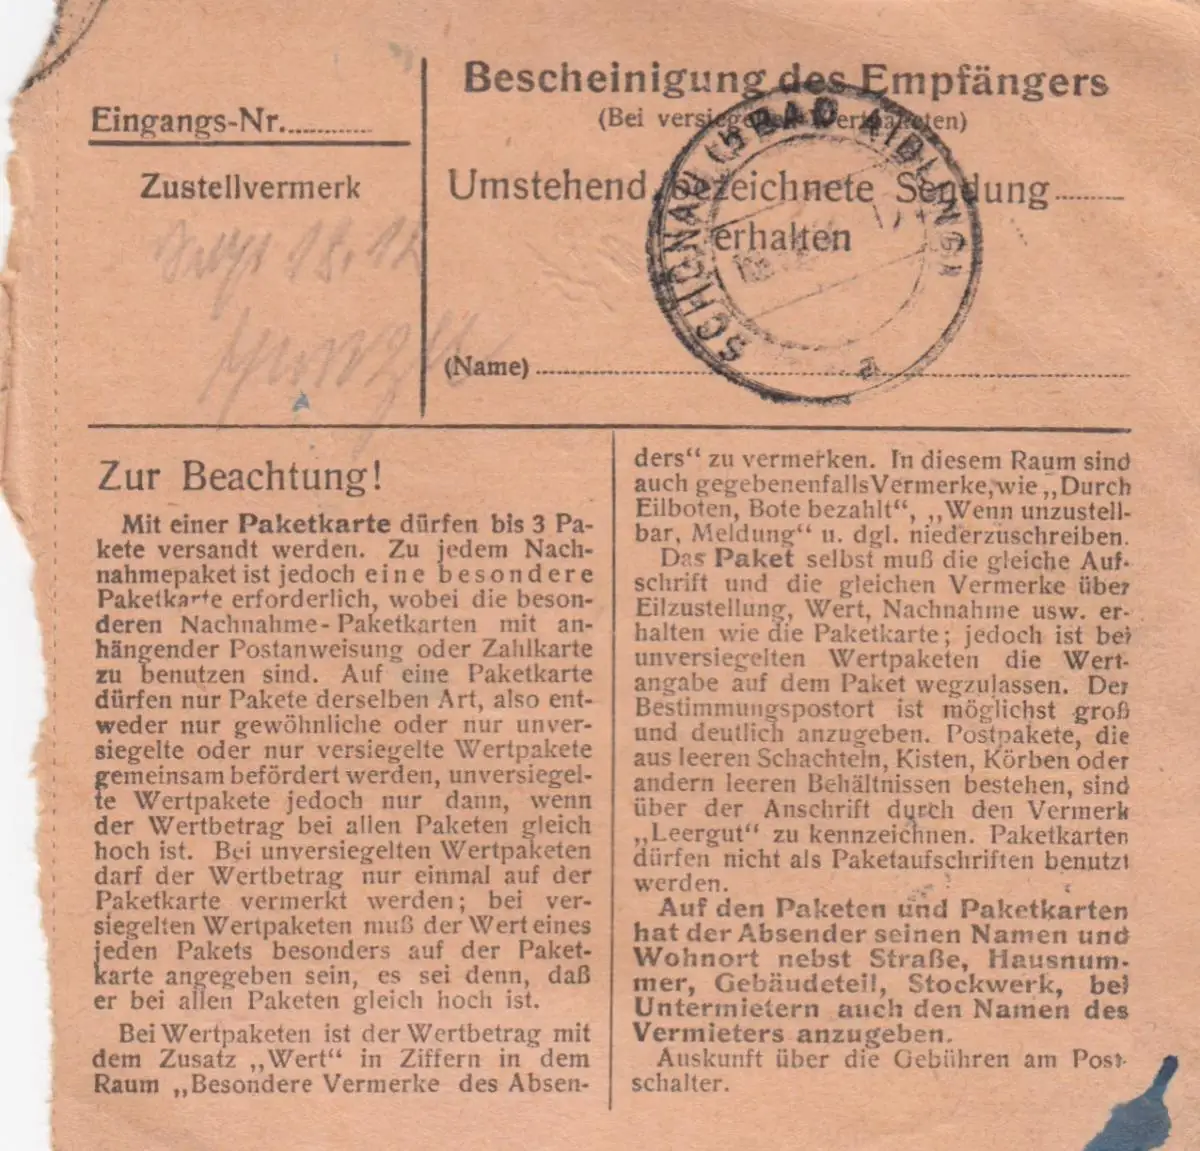 Eingangs-Nr.
Zustellvermerk
18.12
Bescheinigung des Empfängers
(Bei versiegelten Wertpaketen)
Umstehend bezeichnete Sendung
erhalten
(Name)
SCHÖNAU (BBAD AIBLING)
a
Zur Beachtung!
Mit einer Paketkarte dürfen bis 3 Pa-
kete versandt werden. Zu jedem Nach-
nahmepaket ist jedoch eine besondere
Paketkarte erforderlich, wobei die beson-
deren Nachnahme-Paketkarten mit an-
hängender Postanweisung oder Zahlkarte
zu benutzen sind. Auf eine Paketkarte
dürfen nur Pakete derselben Art, also ent-
weder nur gewöhnliche oder nur unver-
siegelte oder nur versiegelte Wertpakete
gemeinsam befördert werden, unversiegel-
te Wertpakete jedoch nur dann, wenn
der Wertbetrag bei allen Paketen gleich
hoch ist. Bei unversiegelten Wertpaketen
darf der Wertbetrag nur einmal auf der
Paketkarte vermerkt werden; bei ver-
siegelten Wertpaketen muß der Wert eines
jeden Pakets besonders auf der Paket-
karte angegeben sein, es sei denn, daß
er bei allen Paketen gleich hoch ist.
Bei Wertpaketen ist der Wertbetrag mit
dem Zusatz „Wert“ in Ziffern in dem
Raum „Besondere Vermerke des Absen-
ders“ zu vermerken. In diesem Raum sind
auch gegebenenfalls Vermerke, wie „Durch
Eilboten, Bote bezahlt“, „Wenn unzustell-
bar, Meldung“ u. dgl. niederzuschreiben.
Das Paket selbst muß die gleiche Auf-
schrift und die gleichen Vermerke über
Eilzustellung, Wert, Nachnahme usw. er-
halten wie die Paketkarte; jedoch ist bei
unversiegelten Wertpaketen die Wert-
angabe auf dem Paket wegzulassen. Der
Bestimmungspostort ist möglichst groß
und deutlich anzugeben. Postpakete, die
aus leeren Schachteln, Kisten, Körben oder
andern leeren Behältnissen bestehen, sind
über der Anschrift durch den Vermerk
„Leergut“ zu kennzeichnen. Paketkarten
dürfen nicht als Paketaufschriften benutzt
werden.
Auf den Paketen und Paketkarten
hat der Absender seinen Namen und
Wohnort nebst Straße, Hausnum-
mer, Gebäudeteil, Stockwerk, bei
Untermietern auch den Namen des
Vermieters anzugeben.
Auskunft über die Gebühren am Post-
schalter.